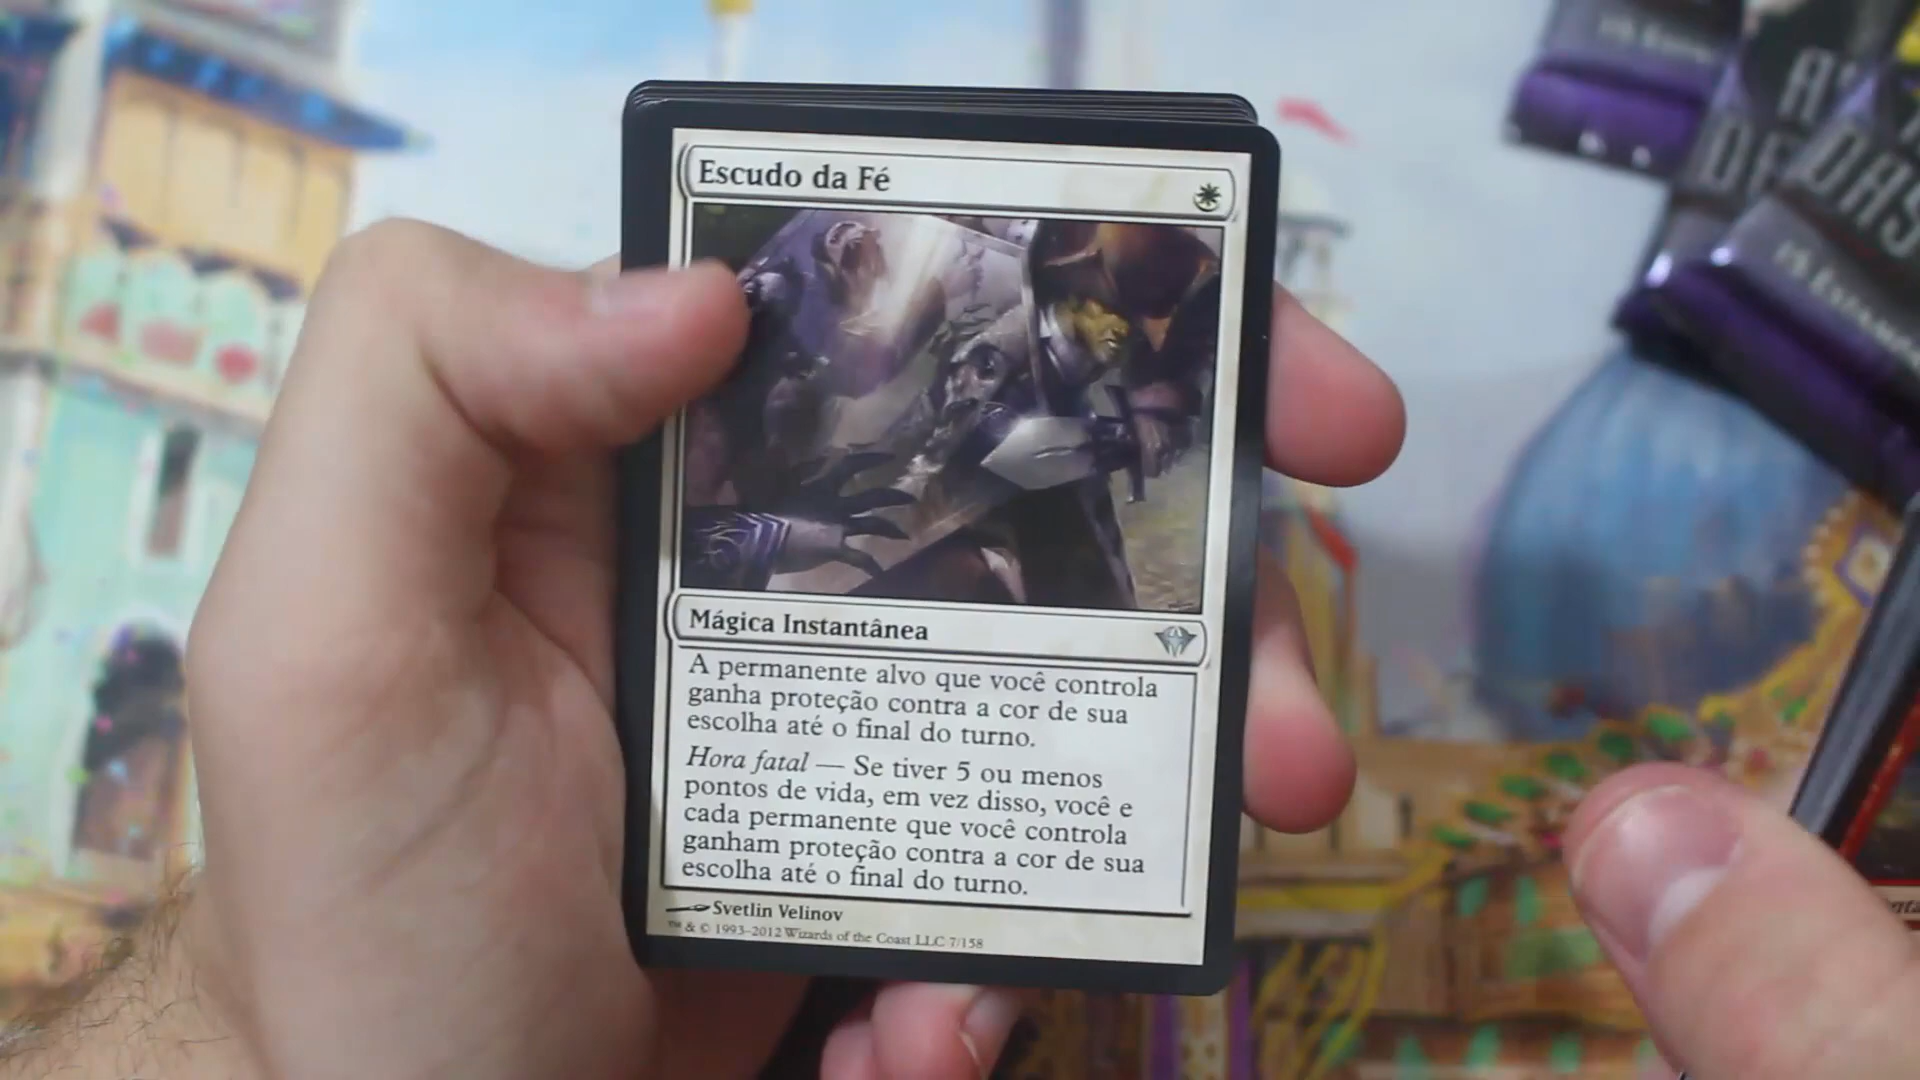 Escudo da Fé
Mágica Instantânea
A permanente alvo que você controla
ganha proteção contra a cor de sua
escolha até o final do turno.
Hora fatal — Se tiver 5 ou menos
pontos de vida, em vez disso, você e
cada permanente que você controla
ganham proteção contra a cor de sua
escolha até o final do turno.
Svetlin Velinov
™ & © 1993–2012 Wizards of the Coast LLC 7/158